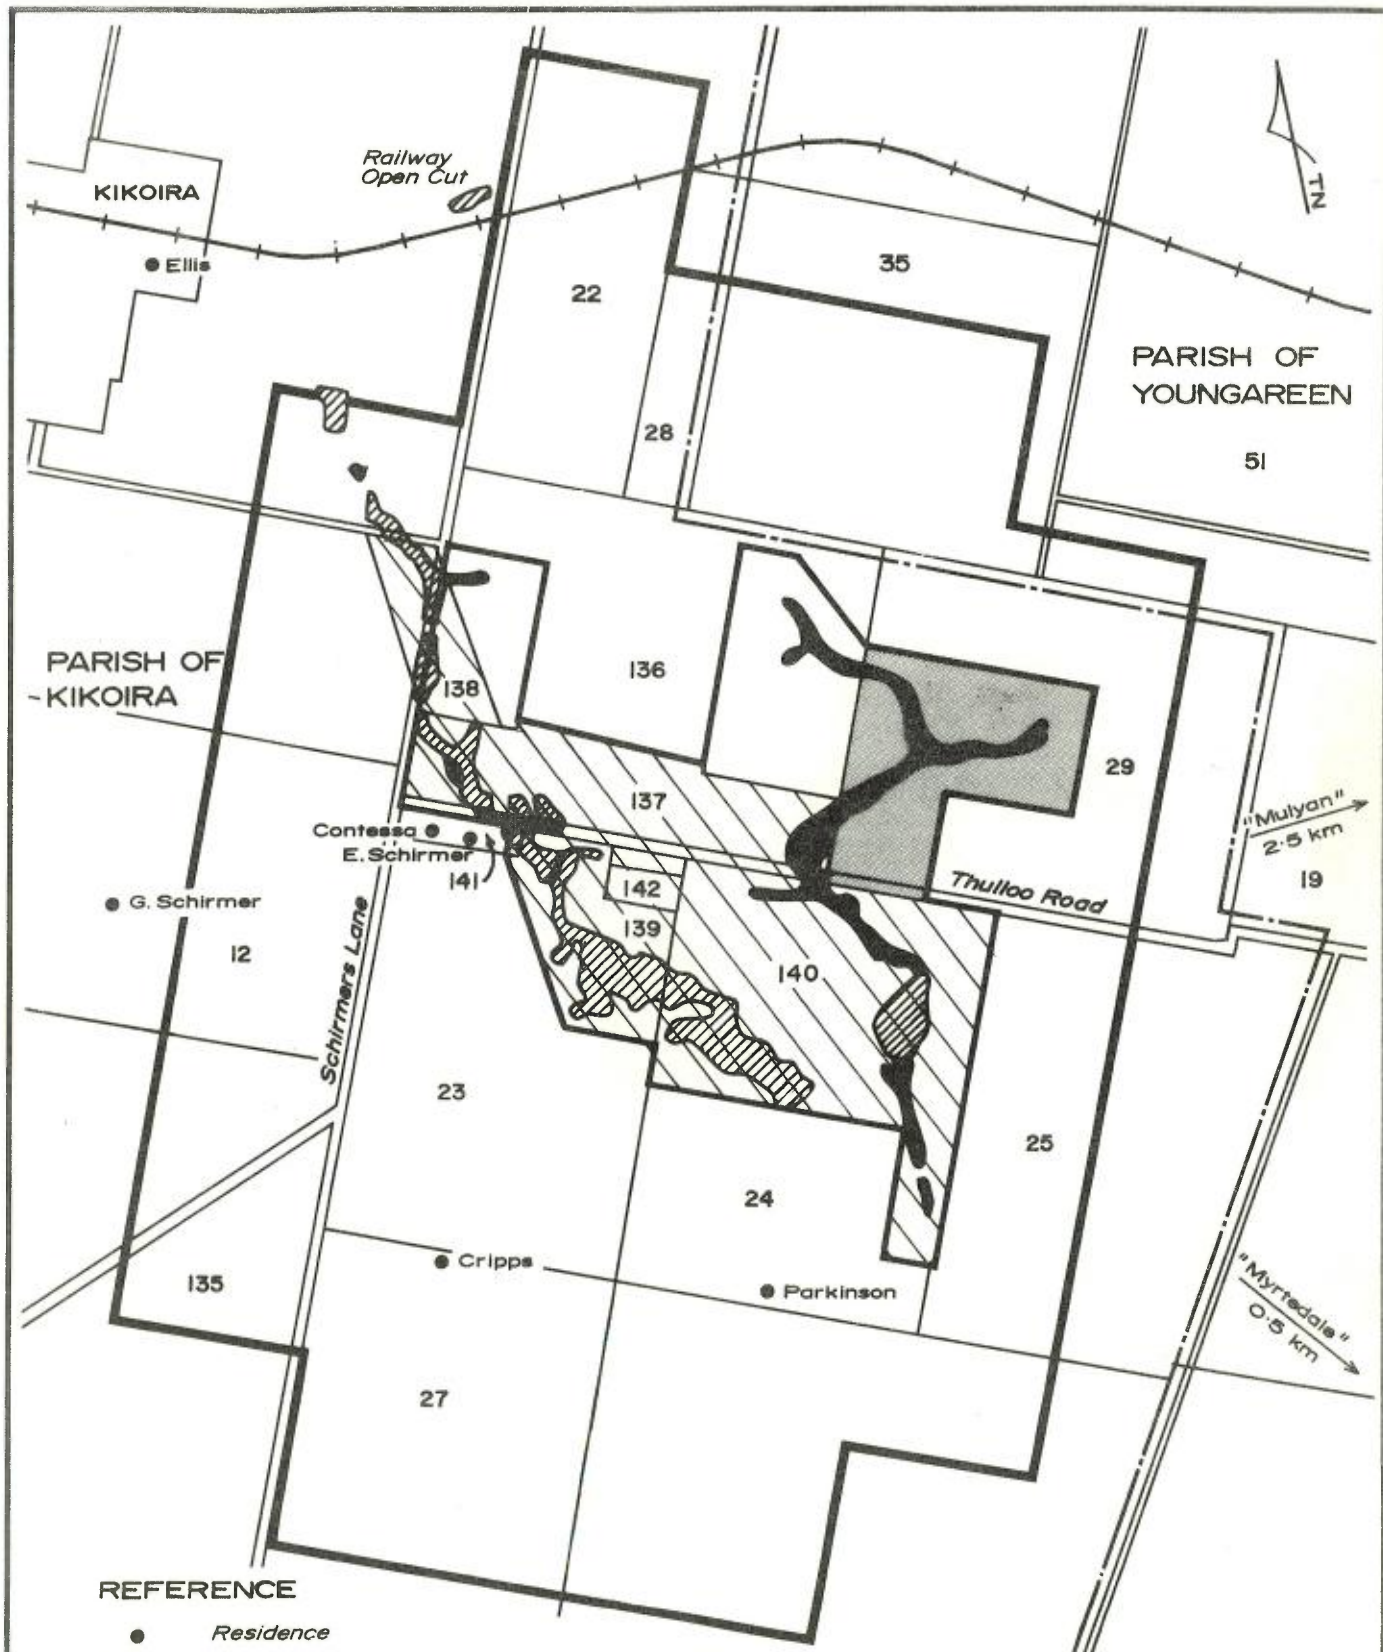 Railway
Open Cut
KIKOIRA
Ellis
TN
22
35
PARISH OF
YOUNGAREEN
28
51
PARISH OF
KIKOIRA
136
138
29
137
"Mulyan"
2.5 km
Contessa
E. Schirmer
141
142
Thulloo Road
19
G. Schirmer
139
12
140
Schirmers Lane
23
25
24
Cripps
Parkinson
135
"Myrtedale"
0.5 km
27
REFERENCE
Residence